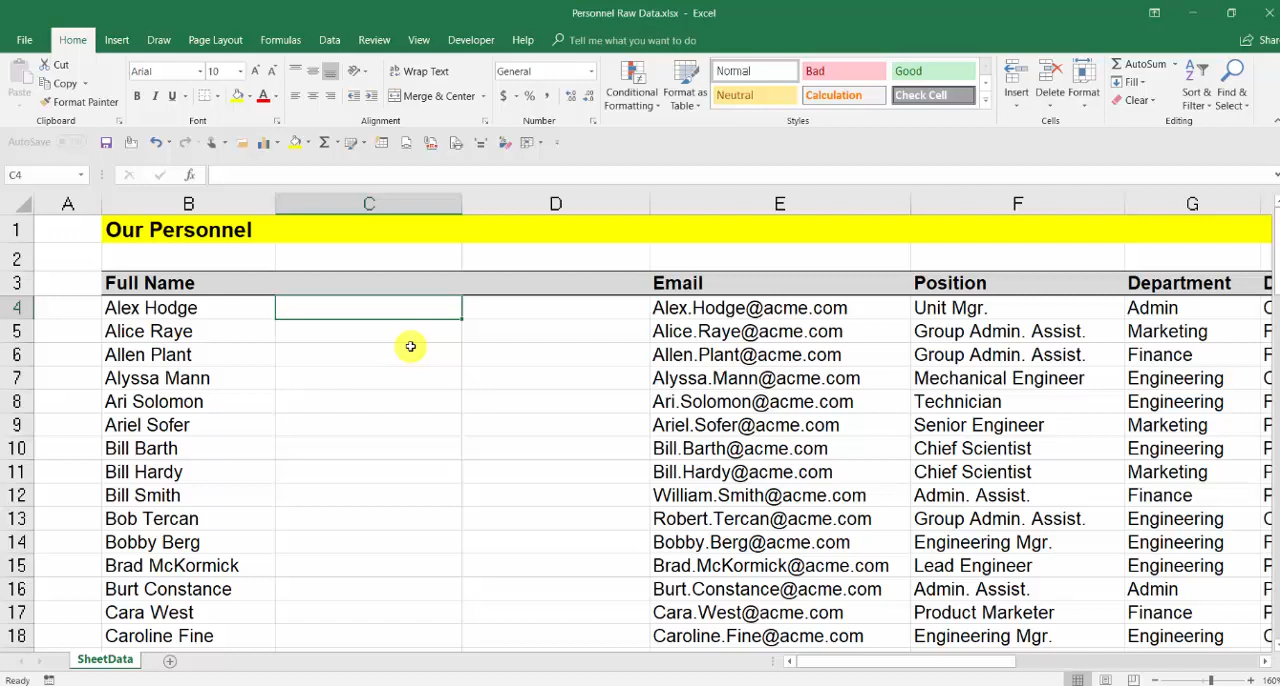 Personnel Raw Data.xlsx - Excel
File Home Insert Draw Page Layout Formulas Data Review View Developer Help Tell me what you want to do Shar
Paste Cut Copy Format Painter Clipboard
Arial 10 A A B I U A Font
Wrap Text Merge & Center Alignment
General $ % , Number
Conditional Formatting Format as Table Normal Bad Good Neutral Calculation Check Cell Styles
Insert Delete Format Cells
AutoSum Fill Clear Sort & Filter Find & Select Editing
AutoSave
C4 fx
A B C D E F G
1 Our Personnel
2
3 Full Name Email Position Department D
4 Alex Hodge Alex.Hodge@acme.com Unit Mgr. Admin
5 Alice Raye Alice.Raye@acme.com Group Admin. Assist. Marketing
6 Allen Plant Allen.Plant@acme.com Group Admin. Assist. Finance
7 Alyssa Mann Alyssa.Mann@acme.com Mechanical Engineer Engineering
8 Ari Solomon Ari.Solomon@acme.com Technician Engineering
9 Ariel Sofer Ariel.Sofer@acme.com Senior Engineer Marketing
10 Bill Barth Bill.Barth@acme.com Chief Scientist Engineering
11 Bill Hardy Bill.Hardy@acme.com Chief Scientist Marketing
12 Bill Smith William.Smith@acme.com Admin. Assist. Finance
13 Bob Tercan Robert.Tercan@acme.com Group Admin. Assist. Engineering
14 Bobby Berg Bobby.Berg@acme.com Engineering Mgr. Engineering
15 Brad McKormick Brad.McKormick@acme.com Lead Engineer Engineering
16 Burt Constance Burt.Constance@acme.com Admin. Assist. Admin
17 Cara West Cara.West@acme.com Product Marketer Finance
18 Caroline Fine Caroline.Fine@acme.com Engineering Mgr. Engineering
SheetData
Ready 160%